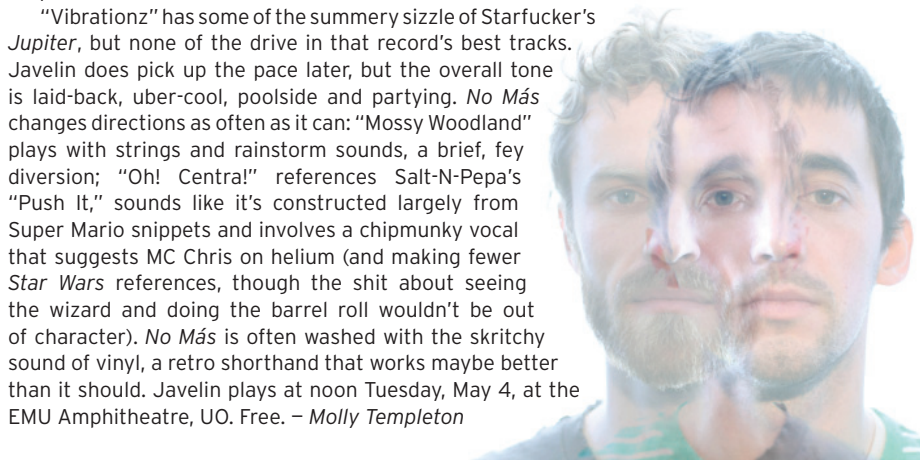 “Vibrationz” has some of the summery sizzle of Starfucker’s
Jupiter, but none of the drive in that record’s best tracks.
Javelin does pick up the pace later, but the overall tone
is laid-back, uber-cool, poolside and partying. No Más
changes directions as often as it can: “Mossy Woodland”
plays with strings and rainstorm sounds, a brief, fey
diversion; “Oh! Centra!” references Salt-N-Pepa’s
“Push It,” sounds like it’s constructed largely from
Super Mario snippets and involves a chipmunky vocal
that suggests MC Chris on helium (and making fewer
Star Wars references, though the shit about seeing
the wizard and doing the barrel roll wouldn’t be out
of character). No Más is often washed with the skritchy
sound of vinyl, a retro shorthand that works maybe better
than it should. Javelin plays at noon Tuesday, May 4, at the
EMU Amphitheatre, UO. Free. — Molly Templeton